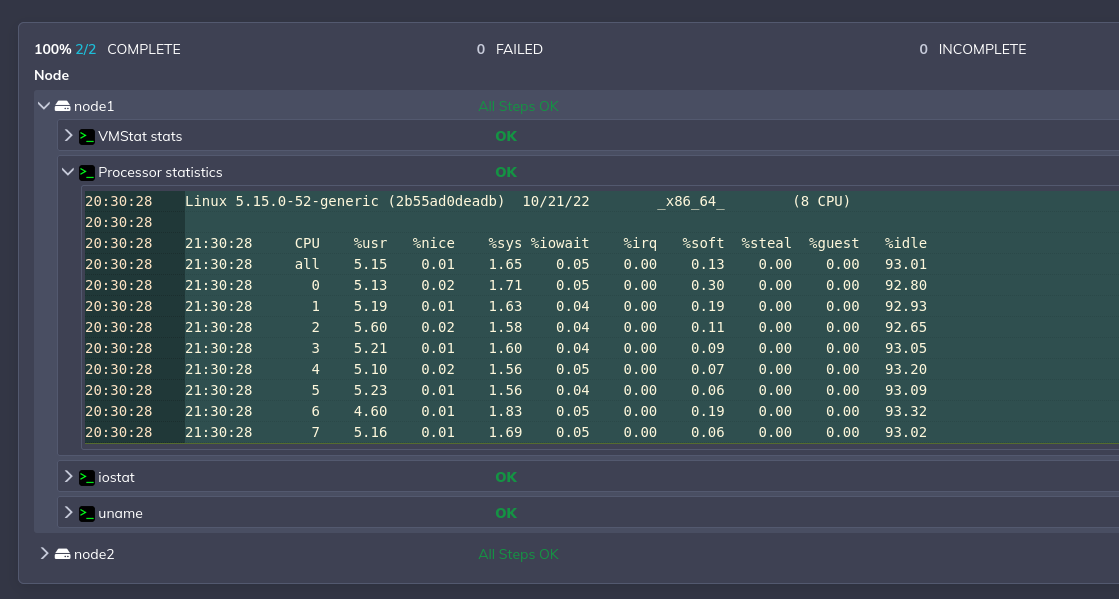 100% 2/2 COMPLETE 0 FAILED 0 INCOMPLETE
Node
node1 All Steps OK
>_ VMStat stats OK
>_ Processor statistics OK
20:30:28 Linux 5.15.0-52-generic (2b55ad0deadb) 10/21/22 _x86_64_ (8 CPU)
20:30:28
20:30:28 21:30:28 CPU %usr %nice %sys %iowait %irq %soft %steal %guest %idle
20:30:28 21:30:28 all 5.15 0.01 1.65 0.05 0.00 0.13 0.00 0.00 93.01
20:30:28 21:30:28 0 5.13 0.02 1.71 0.05 0.00 0.30 0.00 0.00 92.80
20:30:28 21:30:28 1 5.19 0.01 1.63 0.04 0.00 0.19 0.00 0.00 92.93
20:30:28 21:30:28 2 5.60 0.02 1.58 0.04 0.00 0.11 0.00 0.00 92.65
20:30:28 21:30:28 3 5.21 0.01 1.60 0.04 0.00 0.09 0.00 0.00 93.05
20:30:28 21:30:28 4 5.10 0.02 1.56 0.05 0.00 0.07 0.00 0.00 93.20
20:30:28 21:30:28 5 5.23 0.01 1.56 0.04 0.00 0.06 0.00 0.00 93.09
20:30:28 21:30:28 6 4.60 0.01 1.83 0.05 0.00 0.19 0.00 0.00 93.32
20:30:28 21:30:28 7 5.16 0.01 1.69 0.05 0.00 0.06 0.00 0.00 93.02
>_ iostat OK
>_ uname OK
node2 All Steps OK